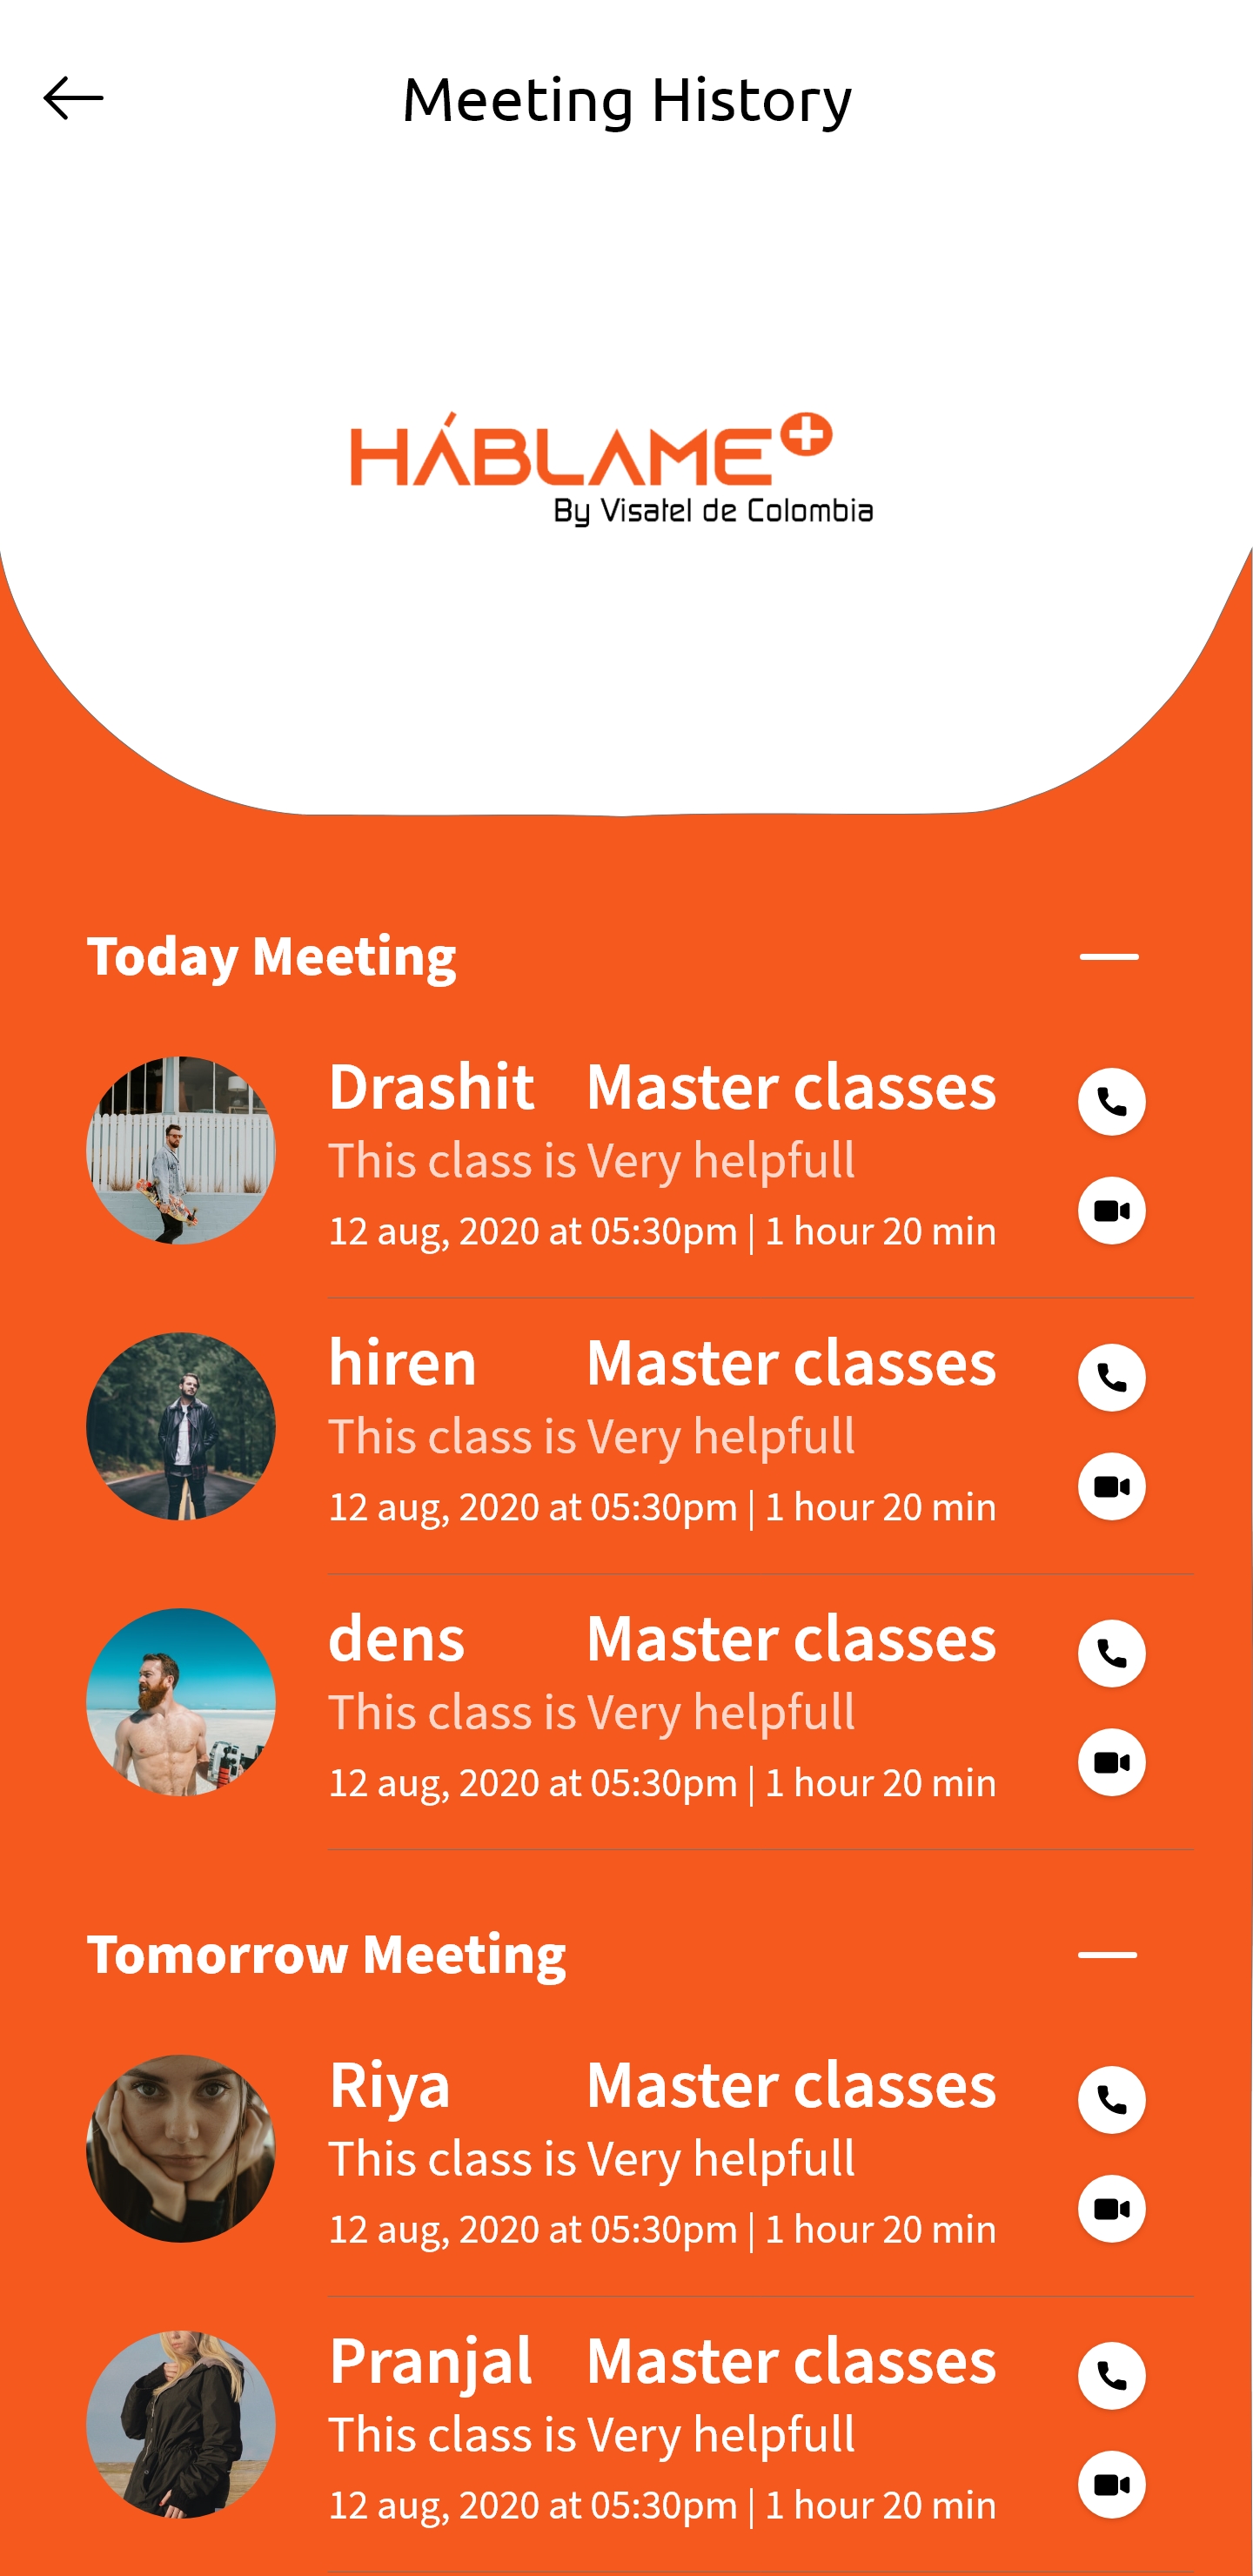 Meeting History
HÁBLAME
By Visatel de Colombia
Today Meeting
Drashit Master classes
This class is Very helpfull
12 aug, 2020 at 05:30pm | 1 hour 20 min
hiren Master classes
This class is Very helpfull
12 aug, 2020 at 05:30pm | 1 hour 20 min
dens Master classes
This class is Very helpfull
12 aug, 2020 at 05:30pm | 1 hour 20 min
Tomorrow Meeting
Riya Master classes
This class is Very helpfull
12 aug, 2020 at 05:30pm | 1 hour 20 min
Pranjal Master classes
This class is Very helpfull
12 aug, 2020 at 05:30pm | 1 hour 20 min